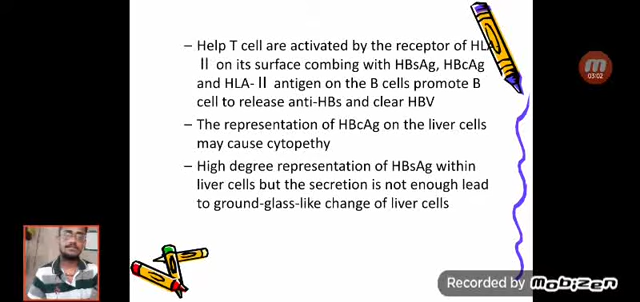 – Help T cell are activated by the receptor of HLA
II on its surface combing with HBsAg, HBcAg
and HLA- II antigen on the B cells promote B
cell to release anti-HBs and clear HBV
– The representation of HBcAg on the liver cells
may cause cytopethy
– High degree representation of HBsAg within
liver cells but the secretion is not enough lead
to ground-glass-like change of liver cells
03:02
Recorded by mobizen